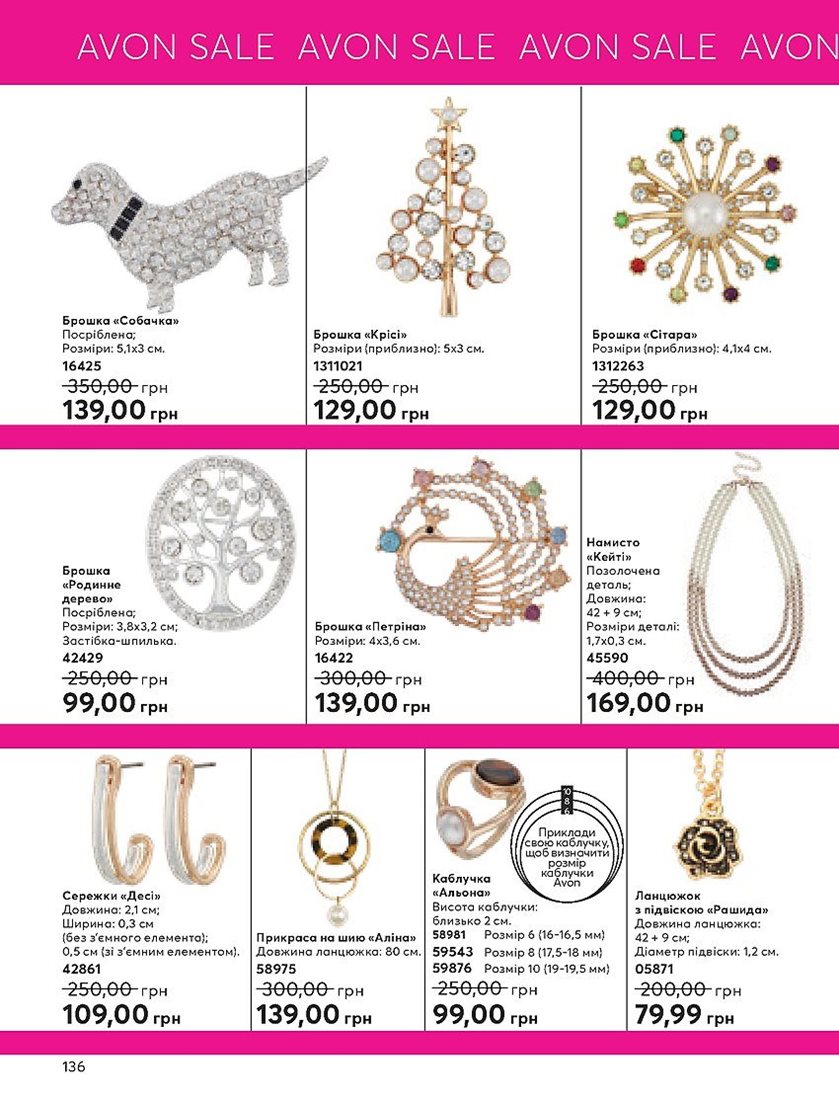 AVON SALE AVON SALE AVON SALE AVON
Брошка «Собачка»
Посріблена;
Розміри: 5,1х3 см.
16425
350,00 грн
139,00 грн
Брошка «Крісі»
Розміри (приблизно): 5х3 см.
1311021
250,00 грн
129,00 грн
Брошка «Сітара»
Розміри (приблизно): 4,1х4 см.
1312263
250,00 грн
129,00 грн
Брошка
«Родинне
дерево»
Посріблена;
Розміри: 3,8х3,2 см;
Застібка-шпилька.
42429
250,00 грн
99,00 грн
Брошка «Петріна»
Розміри: 4х3,6 см.
16422
300,00 грн
139,00 грн
Намисто
«Кейті»
Позолочена
деталь;
Довжина:
42 + 9 см;
Розміри деталі:
1,7х0,3 см.
45590
400,00 грн
169,00 грн
Сережки «Десі»
Довжина: 2,1 см;
Ширина: 0,3 см
(без з’ємного елемента);
0,5 см (зі з’ємним елементом).
42861
250,00 грн
109,00 грн
Прикраса на шию «Аліна»
Довжина ланцюжка: 80 см.
58975
300,00 грн
139,00 грн
10
8
6
Приклади
свою каблучку,
щоб визначити
розмір
каблучки
Avon
Каблучка
«Альона»
Висота каблучки:
близько 2 см.
58981 Розмір 6 (16-16,5 мм)
59543 Розмір 8 (17,5-18 мм)
59876 Розмір 10 (19-19,5 мм)
250,00 грн
99,00 грн
Ланцюжок
з підвіскою «Рашида»
Довжина ланцюжка:
42 + 9 см;
Діаметр підвіски: 1,2 см.
05871
200,00 грн
79,99 грн
136